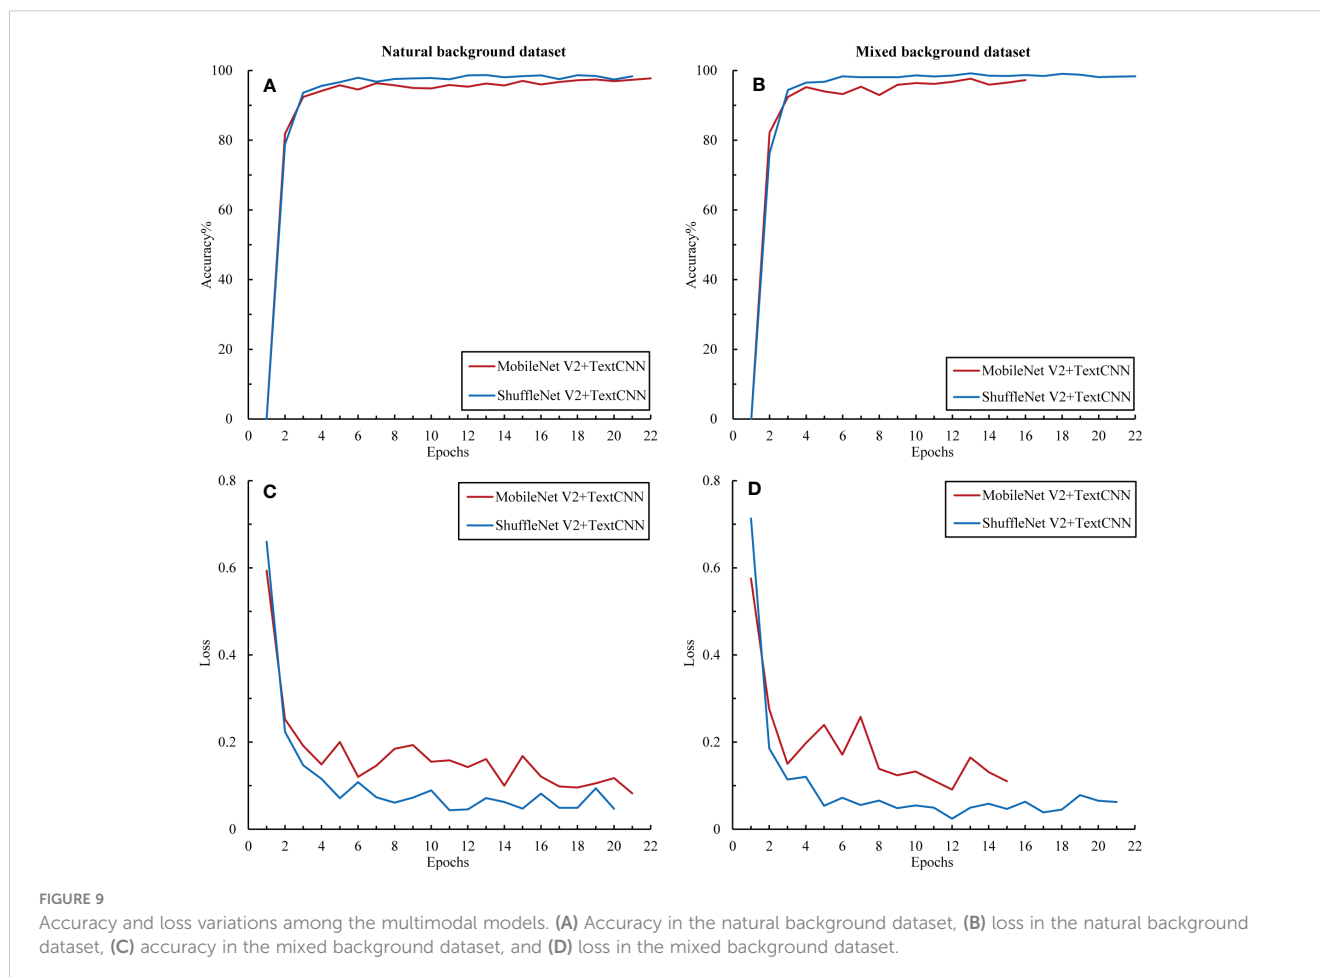 Natural background dataset
A
100
80
60
40
20
0
Accuracy%
0 2 4 6 8 10 12 14 16 18 20 22
Epochs
MobileNet V2+TextCNN
ShuffleNet V2+TextCNN
Mixed background dataset
B
100
80
60
40
20
0
Accuracy%
0 2 4 6 8 10 12 14 16 18 20 22
Epochs
MobileNet V2+TextCNN
ShuffleNet V2+TextCNN
C
0.8
0.6
0.4
0.2
0
Loss
0 2 4 6 8 10 12 14 16 18 20 22
Epochs
MobileNet V2+TextCNN
ShuffleNet V2+TextCNN
D
0.8
0.6
0.4
0.2
0
Loss
0 2 4 6 8 10 12 14 16 18 20 22
Epochs
MobileNet V2+TextCNN
ShuffleNet V2+TextCNN
FIGURE 9
Accuracy and loss variations among the multimodal models. (A) Accuracy in the natural background dataset, (B) loss in the natural background
dataset, (C) accuracy in the mixed background dataset, and (D) loss in the mixed background dataset.